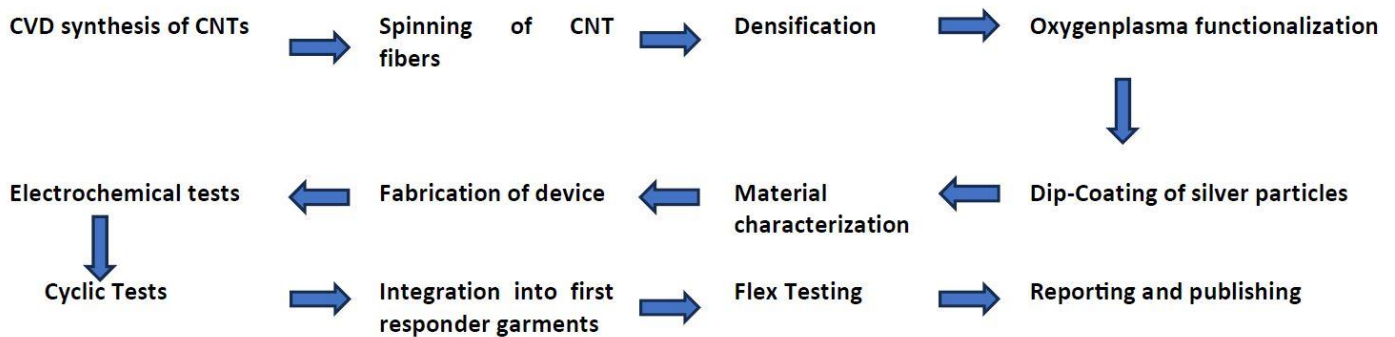 CVD synthesis of CNTs
Spinning of CNT
fibers
Densification
Oxygenplasma functionalization
Electrochemical tests
Fabrication of device
Material
characterization
Dip-Coating of silver particles
Cyclic Tests
Integration into first
responder garments
Flex Testing
Reporting and publishing